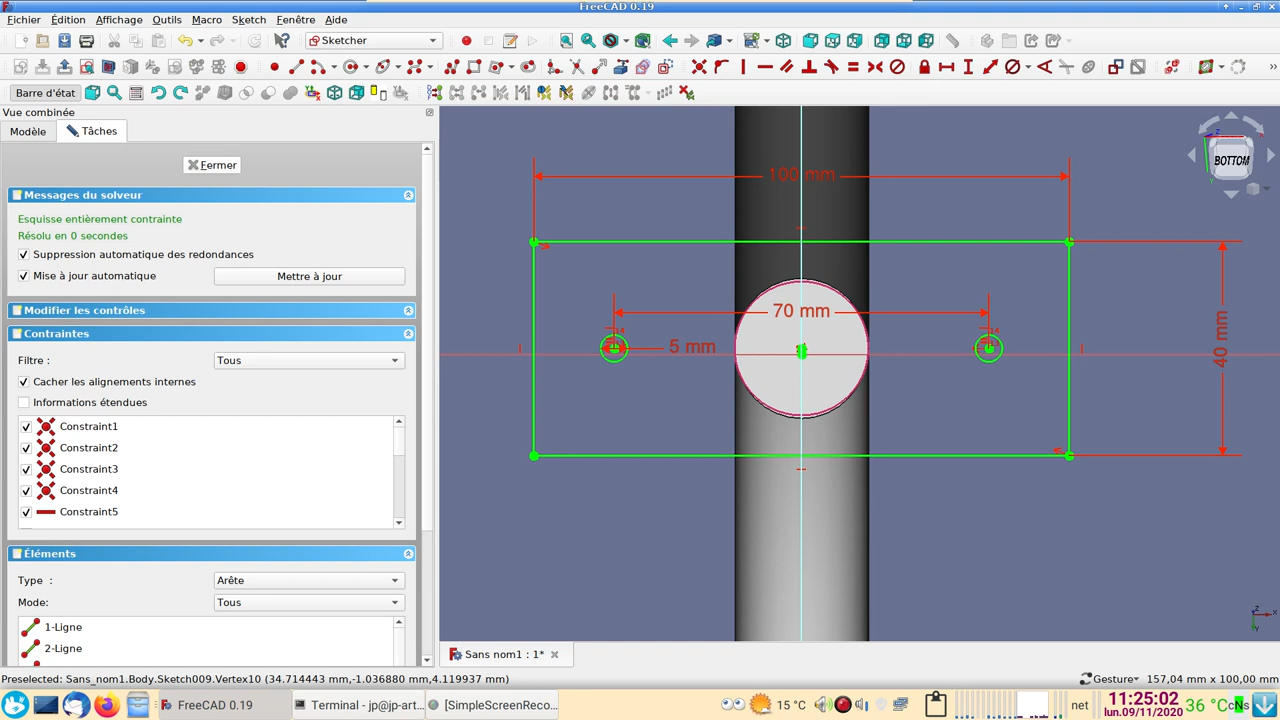 FreeCAD 0.19
Fichier Édition Affichage Outils Macro Sketch Fenêtre Aide
Sketcher
Barre d'état
Vue combinée
Modèle Tâches
Fermer
Messages du solveur
Esquisse entièrement contrainte
Résolu en 0 secondes
Suppression automatique des redondances
Mise à jour automatique Mettre à jour
Modifier les contrôles
Contraintes
Filtre : Tous
Cacher les alignements internes
Informations étendues
Constraint1
Constraint2
Constraint3
Constraint4
Constraint5
Éléments
Type : Arête
Mode: Tous
1-Ligne
2-Ligne
100 mm
70 mm
5 mm
40 mm
BOTTOM
Sans nom1 : 1*
Preselected: Sans_nom1.Body.Sketch009.Vertex10 (34.714443 mm,-1.036880 mm,4.119937 mm)
Gesture 157,04 mm x 100,00 mm
FreeCAD 0.19
Terminal - jp@jp-art...
[SimpleScreenReco...
15 °C
net
11:25:02
lun.09/11/2020
36 °C